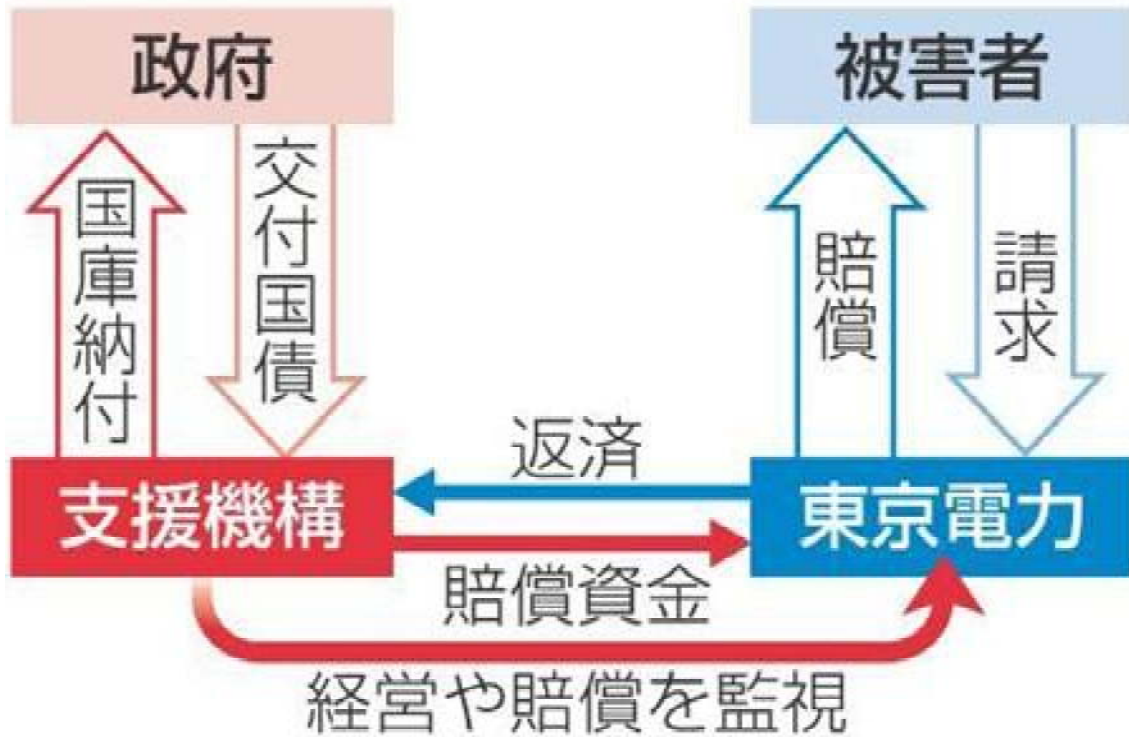 政府
被害者
国庫納付
交付国債
賠償
請求
返済
支援機構
東京電力
賠償資金
経営や賠償を監視